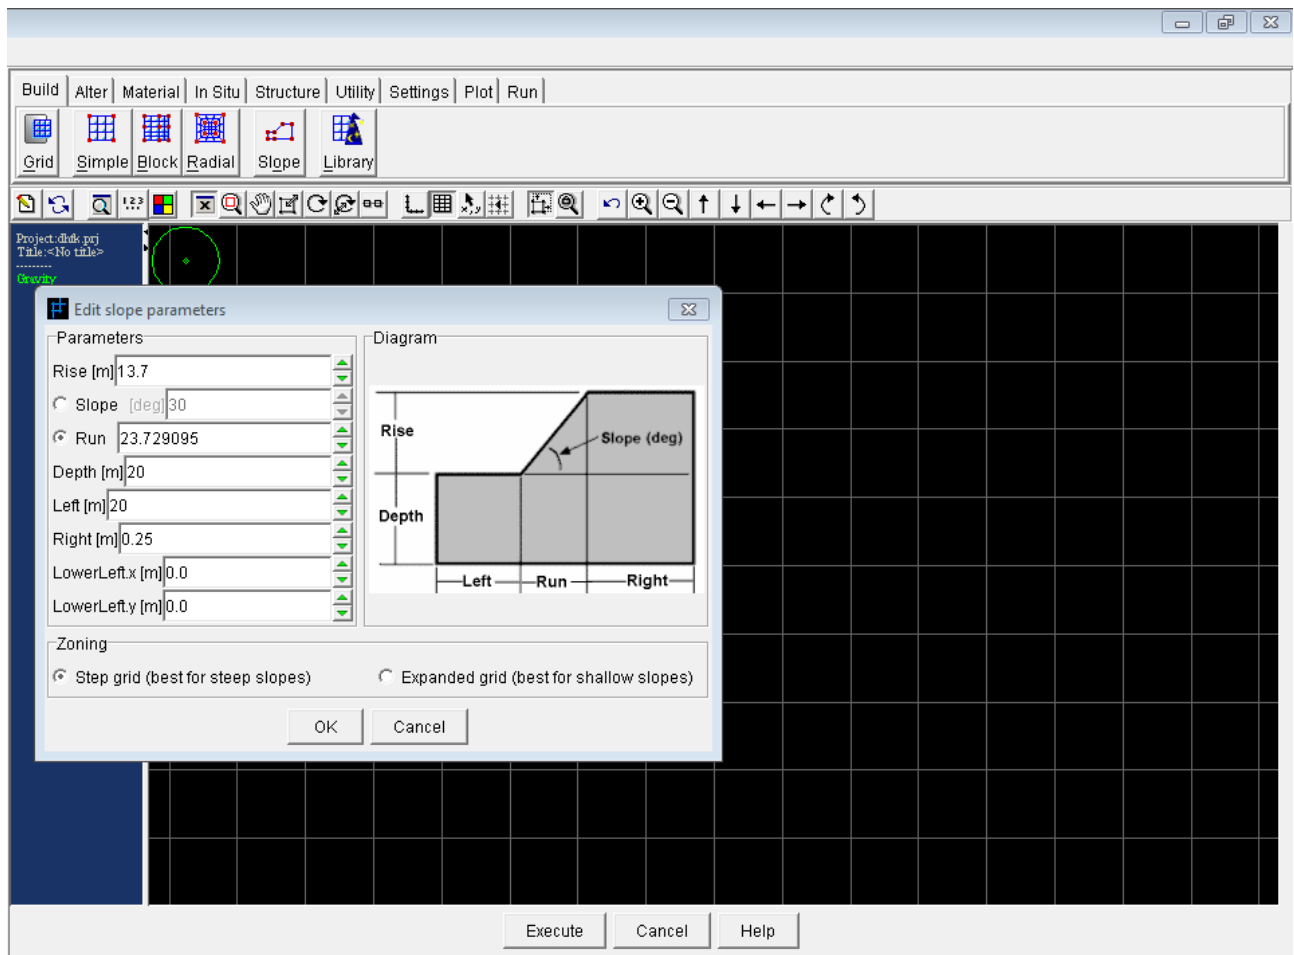 Build Alter Material In Situ Structure Utility Settings Plot Run
Grid Simple Block Radial Slope Library
1.2 3
Project:dhfk.prj
Title:<No title>
---------
Gravity
Edit slope parameters
Parameters
Rise [m] 13.7
Slope [deg] 30
Run 23.729095
Depth [m] 20
Left [m] 20
Right [m] 0.25
LowerLeft.x [m] 0.0
LowerLeft.y [m] 0.0
Diagram
Rise
Slope (deg)
Depth
Left Run Right
Zoning
Step grid (best for steep slopes) Expanded grid (best for shallow slopes)
OK Cancel
Execute Cancel Help